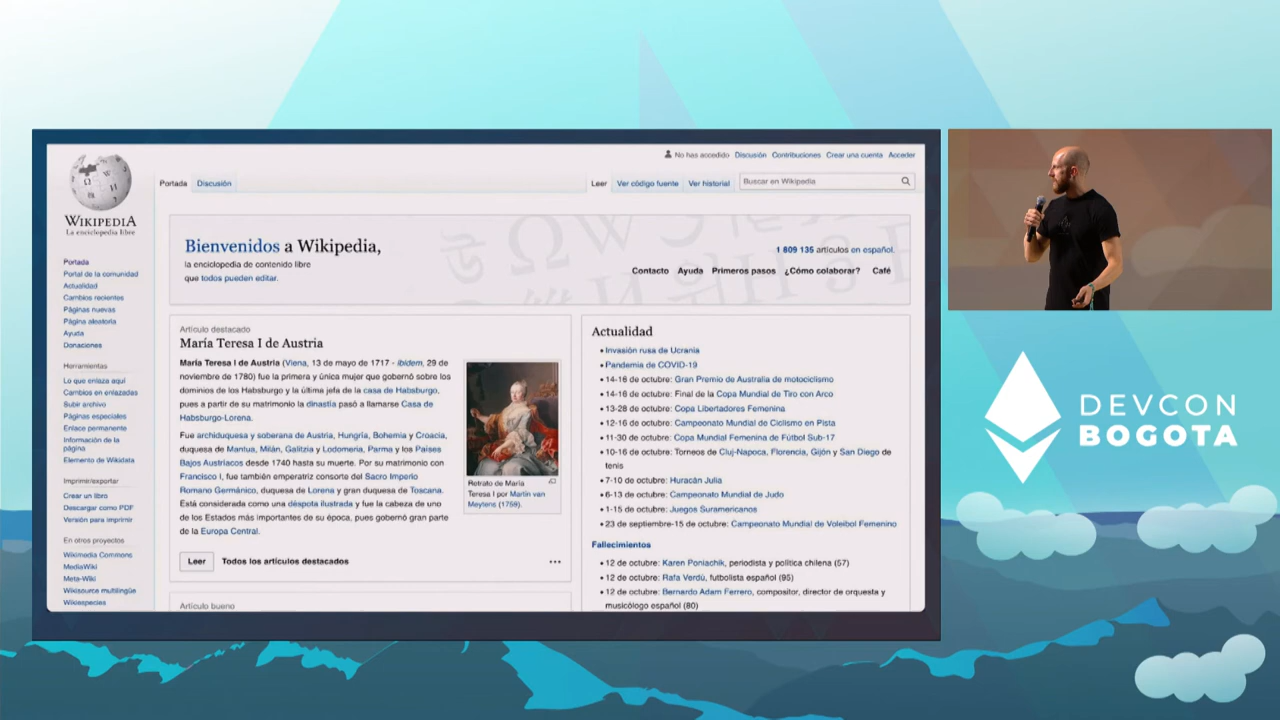 No has accedido Discusión Contribuciones Crear una cuenta Acceder
Portada Discusión
Leer Ver código fuente Ver historial Buscar en Wikipedia
WIKIPEDIA
La enciclopedia libre
Portada
Portal de la comunidad
Actualidad
Cambios recientes
Páginas nuevas
Página aleatoria
Ayuda
Donaciones
Herramientas
Lo que enlaza aquí
Cambios en enlazadas
Subir archivo
Páginas especiales
Enlace permanente
Información de la
página
Elemento de Wikidata
Imprimir/exportar
Crear un libro
Descargar como PDF
Versión para imprimir
En otros proyectos
Wikimedia Commons
MediaWiki
Meta-Wiki
Wikisource multilingüe
Wikispecies
Bienvenidos a Wikipedia,
la enciclopedia de contenido libre
que todos pueden editar.
1 809 135 artículos en español.
Contacto Ayuda Primeros pasos ¿Cómo colaborar? Café
Artículo destacado
María Teresa I de Austria
María Teresa I de Austria (Viena, 13 de mayo de 1717 - ibídem, 29 de
noviembre de 1780) fue la primera y única mujer que gobernó sobre los
dominios de los Habsburgo y la última jefa de la casa de Habsburgo,
pues a partir de su matrimonio la dinastía pasó a llamarse Casa de
Habsburgo-Lorena.
Fue archiduquesa y soberana de Austria, Hungría, Bohemia y Croacia,
duquesa de Mantua, Milán, Galitzia y Lodomeria, Parma y los Países
Bajos Austríacos desde 1740 hasta su muerte. Por su matrimonio con
Francisco I, fue también emperatriz consorte del Sacro Imperio
Romano Germánico, duquesa de Lorena y gran duquesa de Toscana.
Está considerada como una déspota ilustrada y fue la cabeza de uno
de los Estados más importantes de su época, pues gobernó gran parte
de la Europa Central.
Retrato de María
Teresa I por Martin van
Meytens (1759).
Leer Todos los artículos destacados
Artículo bueno
Actualidad
• Invasión rusa de Ucrania
• Pandemia de COVID-19
• 14-16 de octubre: Gran Premio de Australia de motociclismo
• 14-16 de octubre: Final de la Copa Mundial de Tiro con Arco
• 13-28 de octubre: Copa Libertadores Femenina
• 12-16 de octubre: Campeonato Mundial de Ciclismo en Pista
• 11-30 de octubre: Copa Mundial Femenina de Fútbol Sub-17
• 10-16 de octubre: Torneos de Cluj-Napoca, Florencia, Gijón y San Diego de
tenis
• 7-10 de octubre: Huracán Julia
• 6-13 de octubre: Campeonato Mundial de Judo
• 1-15 de octubre: Juegos Suramericanos
• 23 de septiembre-15 de octubre: Campeonato Mundial de Voleibol Femenino
Fallecimientos
• 12 de octubre: Karen Poniachik, periodista y política chilena (57)
• 12 de octubre: Rafa Verdú, futbolista español (95)
• 12 de octubre: Bernardo Adam Ferrero, compositor, director de orquesta y
musicólogo español (80)
DEVCON
BOGOTA